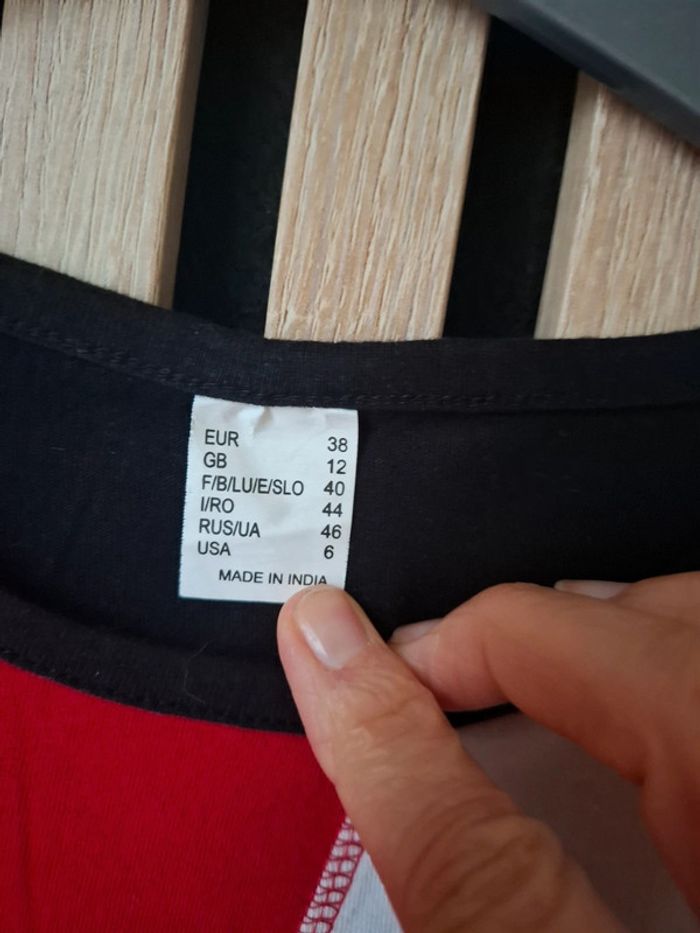 EUR 38
GB 12
F/B/LU/E/SLO 40
I/RO 44
RUS/UA 46
USA 6
MADE IN INDIA